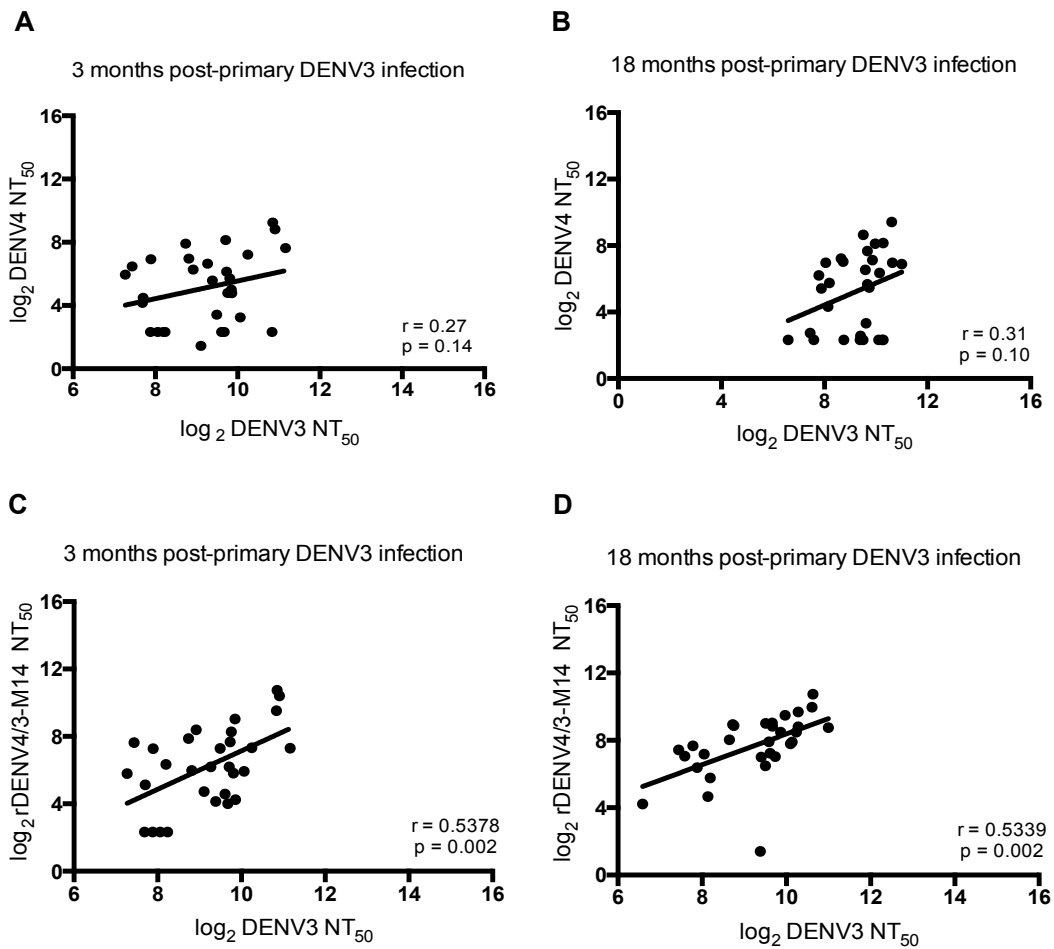 A
3 months post-primary DENV3 infection
log2 DENV4 NT50
16
12
8
4
0
6 8 10 12 14 16
log 2 DENV3 NT50
r = 0.27
p = 0.14
B
18 months post-primary DENV3 infection
log2 DENV4 NT50
16
12
8
4
0
0 4 8 12 16
log2 DENV3 NT50
r = 0.31
p = 0.10
C
3 months post-primary DENV3 infection
log2 rDENV4/3-M14 NT50
16
12
8
4
0
6 8 10 12 14 16
log2 DENV3 NT50
r = 0.5378
p = 0.002
D
18 months post-primary DENV3 infection
log2 rDENV4/3-M14 NT50
16
12
8
4
0
6 8 10 12 14 16
log2 DENV3 NT50
r = 0.5339
p = 0.002